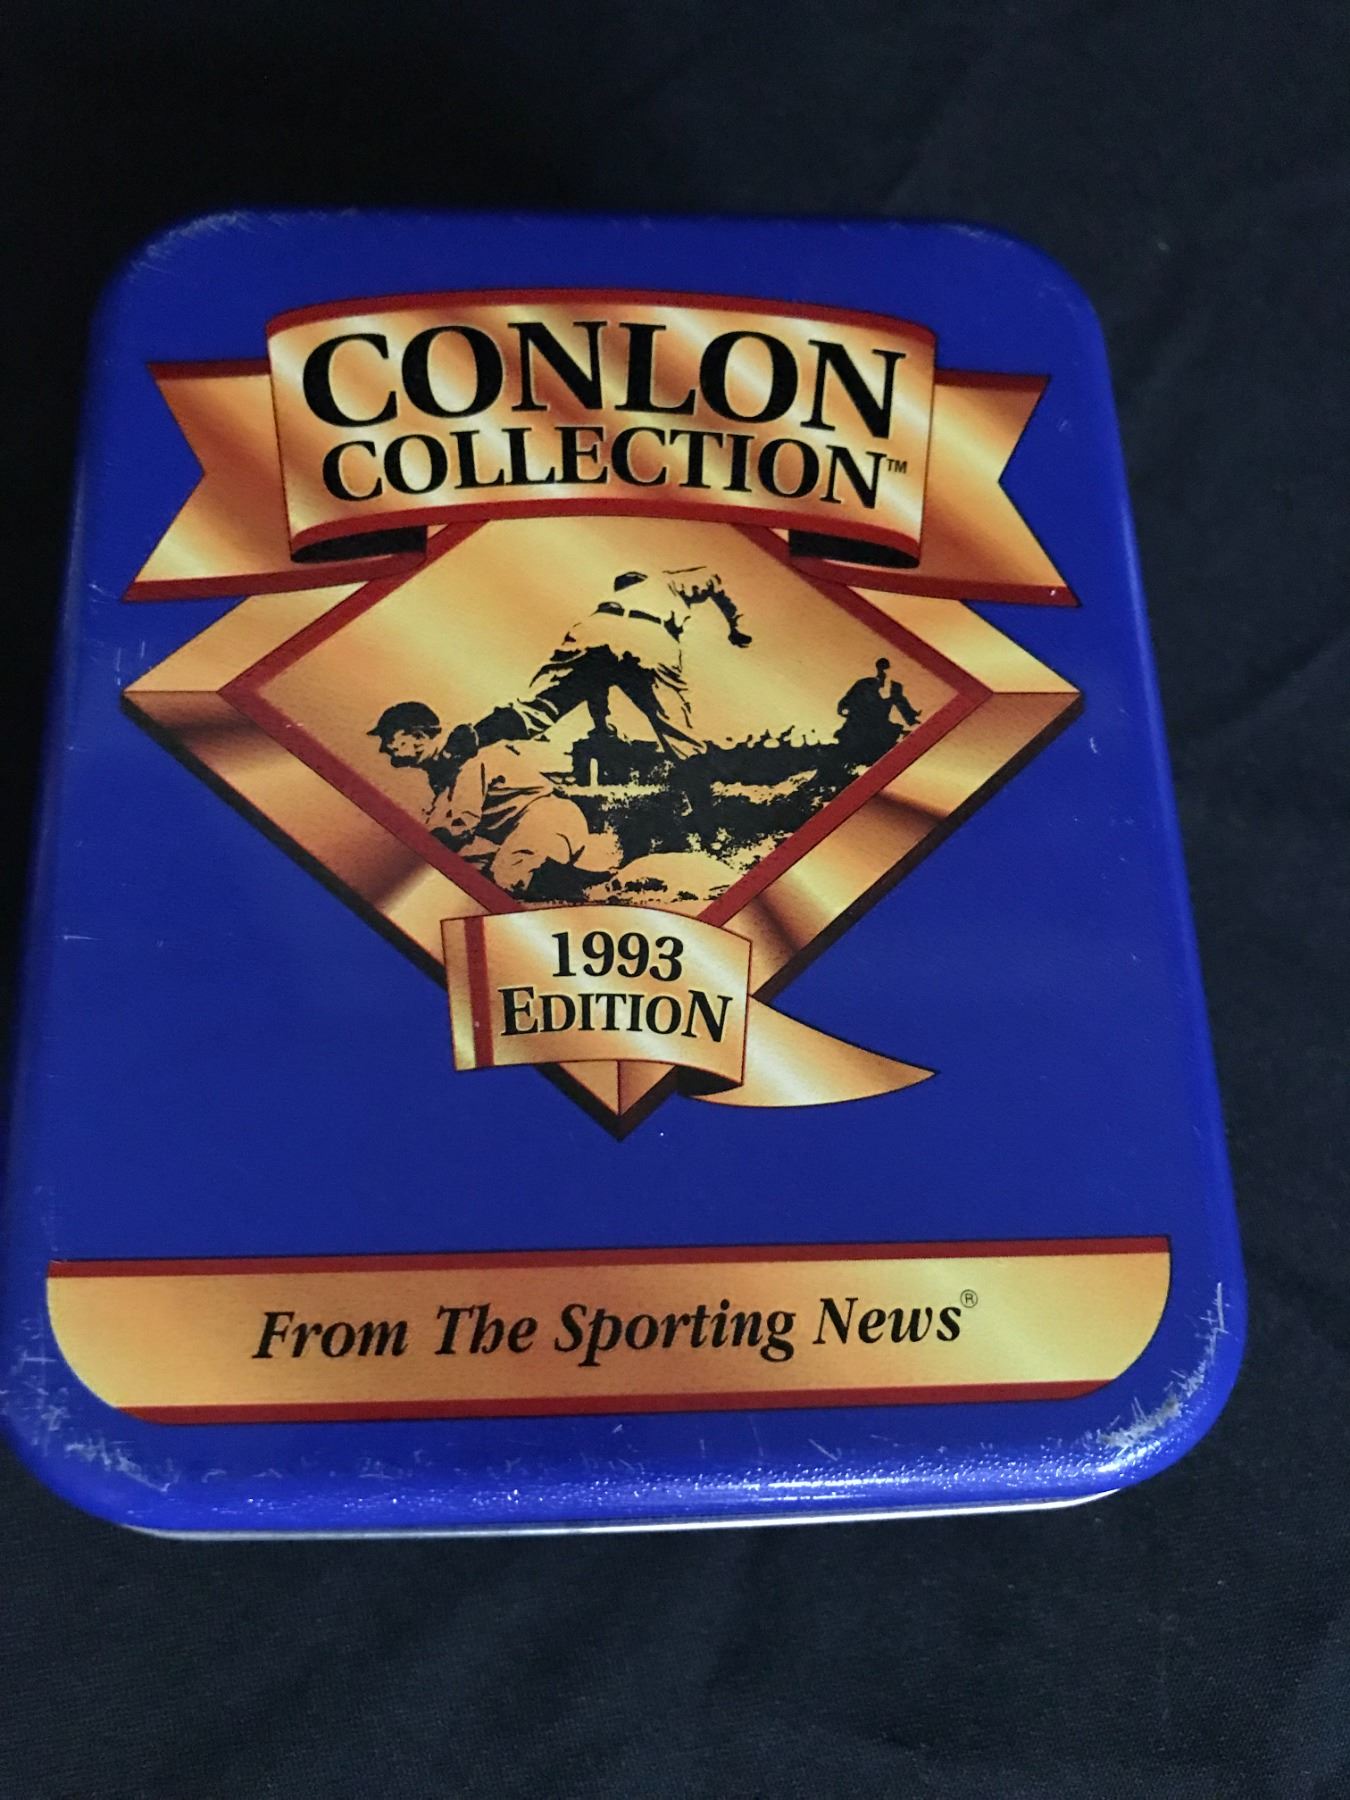 CONLON
COLLECTION™
1993
EDITION
From The Sporting News®